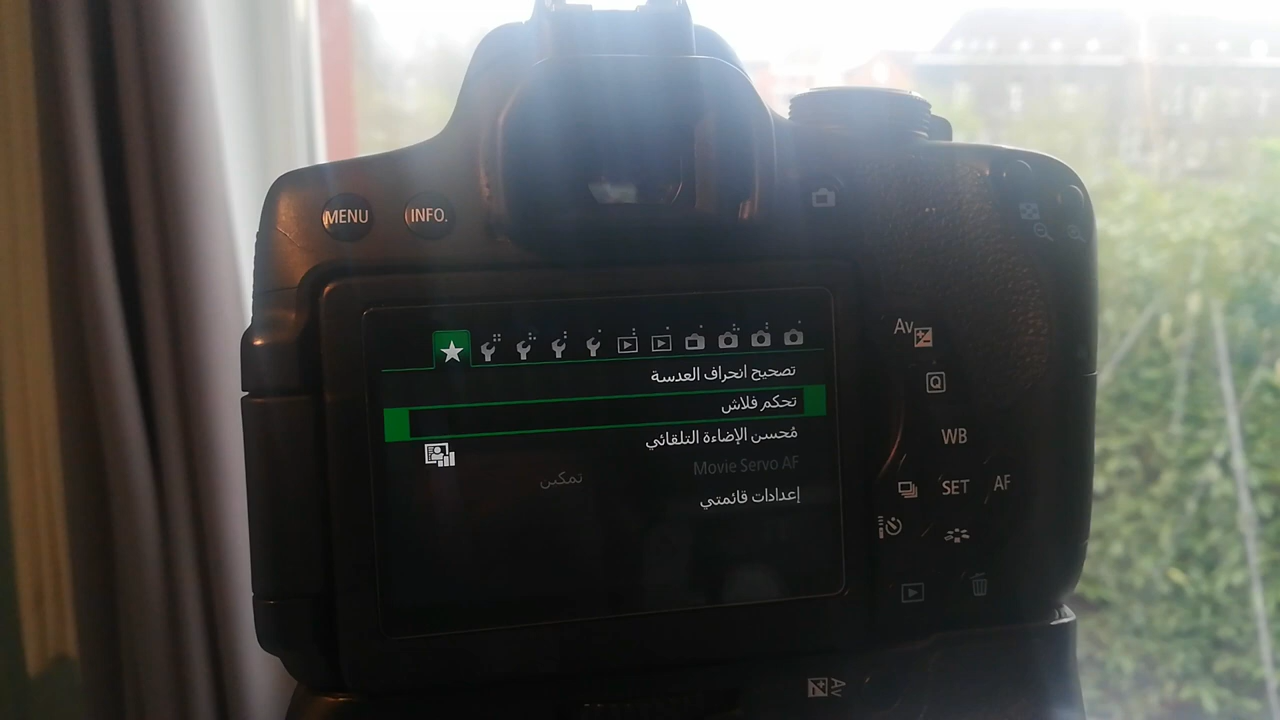 MENU
INFO.
تصحيح انحراف العدسة
تحكم فلاش
مُحسن الإضاءة التلقائي
Movie Servo AF تمكين
إعدادات قائمتي
Av
Q
WB
SET
AF
Av